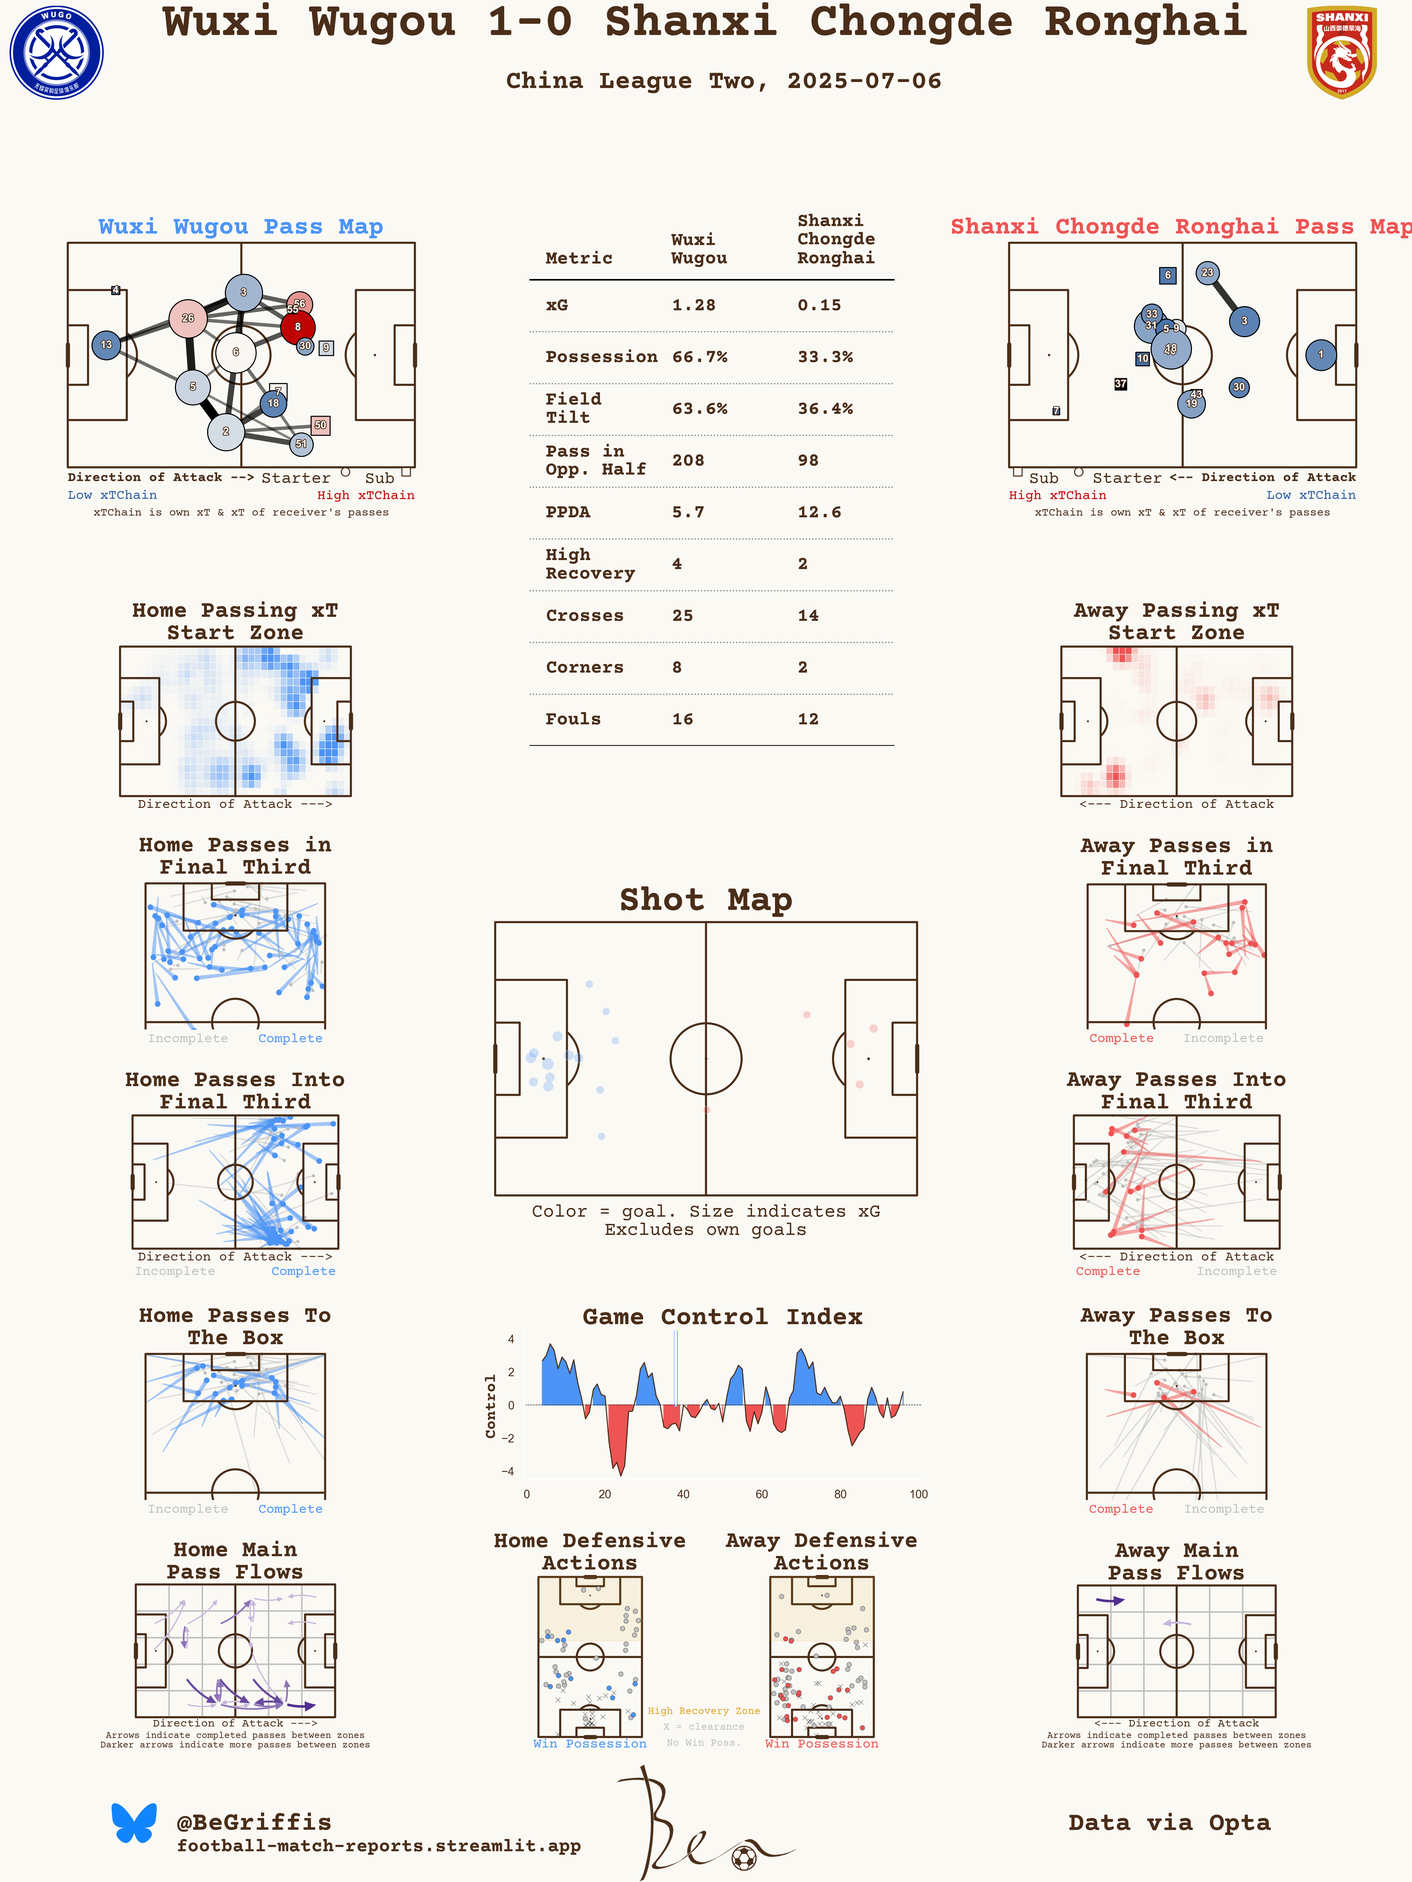 Wuxi Wugou 1-0 Shanxi Chongde Ronghai
China League Two, 2025-07-06
WUGO
SHANXI
山西崇德荣海
2017
Wuxi Wugou Pass Map
4
3
56
55
26
8
13
30
9
6
5
7
18
2
50
51
Direction of Attack --> Starter Sub
Low xTChain High xTChain
xTChain is own xT & xT of receiver's passes
Metric Wuxi Wugou Shanxi Chongde Ronghai
xG 1.28 0.15
Possession 66.7% 33.3%
Field Tilt 63.6% 36.4%
Pass in Opp. Half 208 98
PPDA 5.7 12.6
High Recovery 4 2
Crosses 25 14
Corners 8 2
Fouls 16 12
Shanxi Chongde Ronghai Pass Map
6
23
33
31
5
9
3
18
10
1
37
30
43
19
7
Sub Starter <-- Direction of Attack
High xTChain Low xTChain
xTChain is own xT & xT of receiver's passes
Home Passing xT
Start Zone
Direction of Attack --->
Away Passing xT
Start Zone
<--- Direction of Attack
Home Passes in
Final Third
Incomplete Complete
Away Passes in
Final Third
Complete Incomplete
Shot Map
Color = goal. Size indicates xG
Excludes own goals
Home Passes Into
Final Third
Direction of Attack --->
Incomplete Complete
Away Passes Into
Final Third
<--- Direction of Attack
Complete Incomplete
Home Passes To
The Box
Incomplete Complete
Game Control Index
Control
4
2
0
−2
−4
0 20 40 60 80 100
Away Passes To
The Box
Complete Incomplete
Home Main
Pass Flows
Direction of Attack --->
Arrows indicate completed passes between zones
Darker arrows indicate more passes between zones
Home Defensive
Actions
Win Possession
Away Defensive
Actions
Win Possession
High Recovery Zone
X = clearance
No Win Poss.
Away Main
Pass Flows
<--- Direction of Attack
Arrows indicate completed passes between zones
Darker arrows indicate more passes between zones
@BeGriffis
football-match-reports.streamlit.app
Ben
Data via Opta